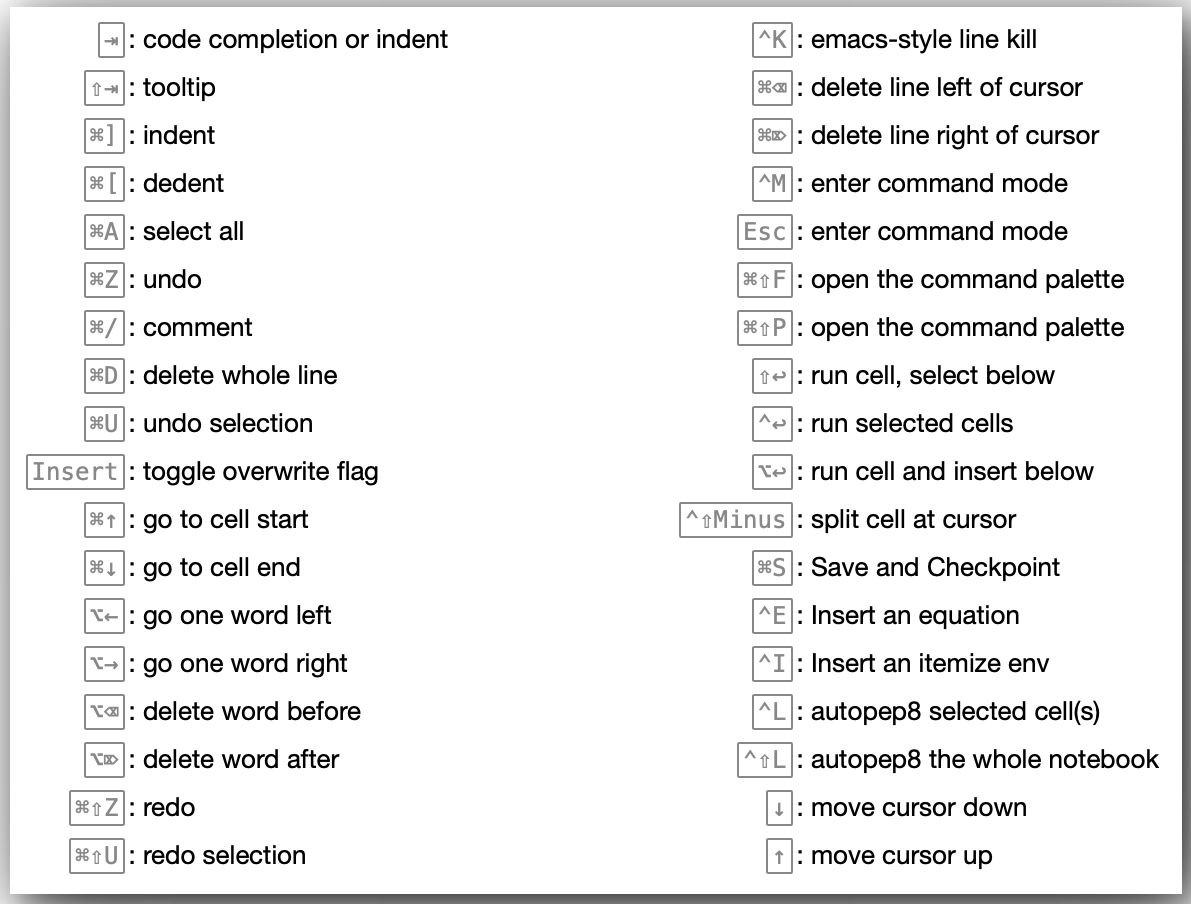 ⇥ : code completion or indent
⇧⇥ : tooltip
⌘] : indent
⌘[ : dedent
⌘A : select all
⌘Z : undo
⌘/ : comment
⌘D : delete whole line
⌘U : undo selection
Insert : toggle overwrite flag
⌘↑ : go to cell start
⌘↓ : go to cell end
⌥← : go one word left
⌥→ : go one word right
⌥⌫ : delete word before
⌥⌦ : delete word after
⌘⇧Z : redo
⌘⇧U : redo selection
^K : emacs-style line kill
⌘⌫ : delete line left of cursor
⌘⌦ : delete line right of cursor
^M : enter command mode
Esc : enter command mode
⌘⇧F : open the command palette
⌘⇧P : open the command palette
⇧↩ : run cell, select below
^↩ : run selected cells
⌥↩ : run cell and insert below
^⇧Minus : split cell at cursor
⌘S : Save and Checkpoint
^E : Insert an equation
^I : Insert an itemize env
^L : autopep8 selected cell(s)
^⇧L : autopep8 the whole notebook
↓ : move cursor down
↑ : move cursor up